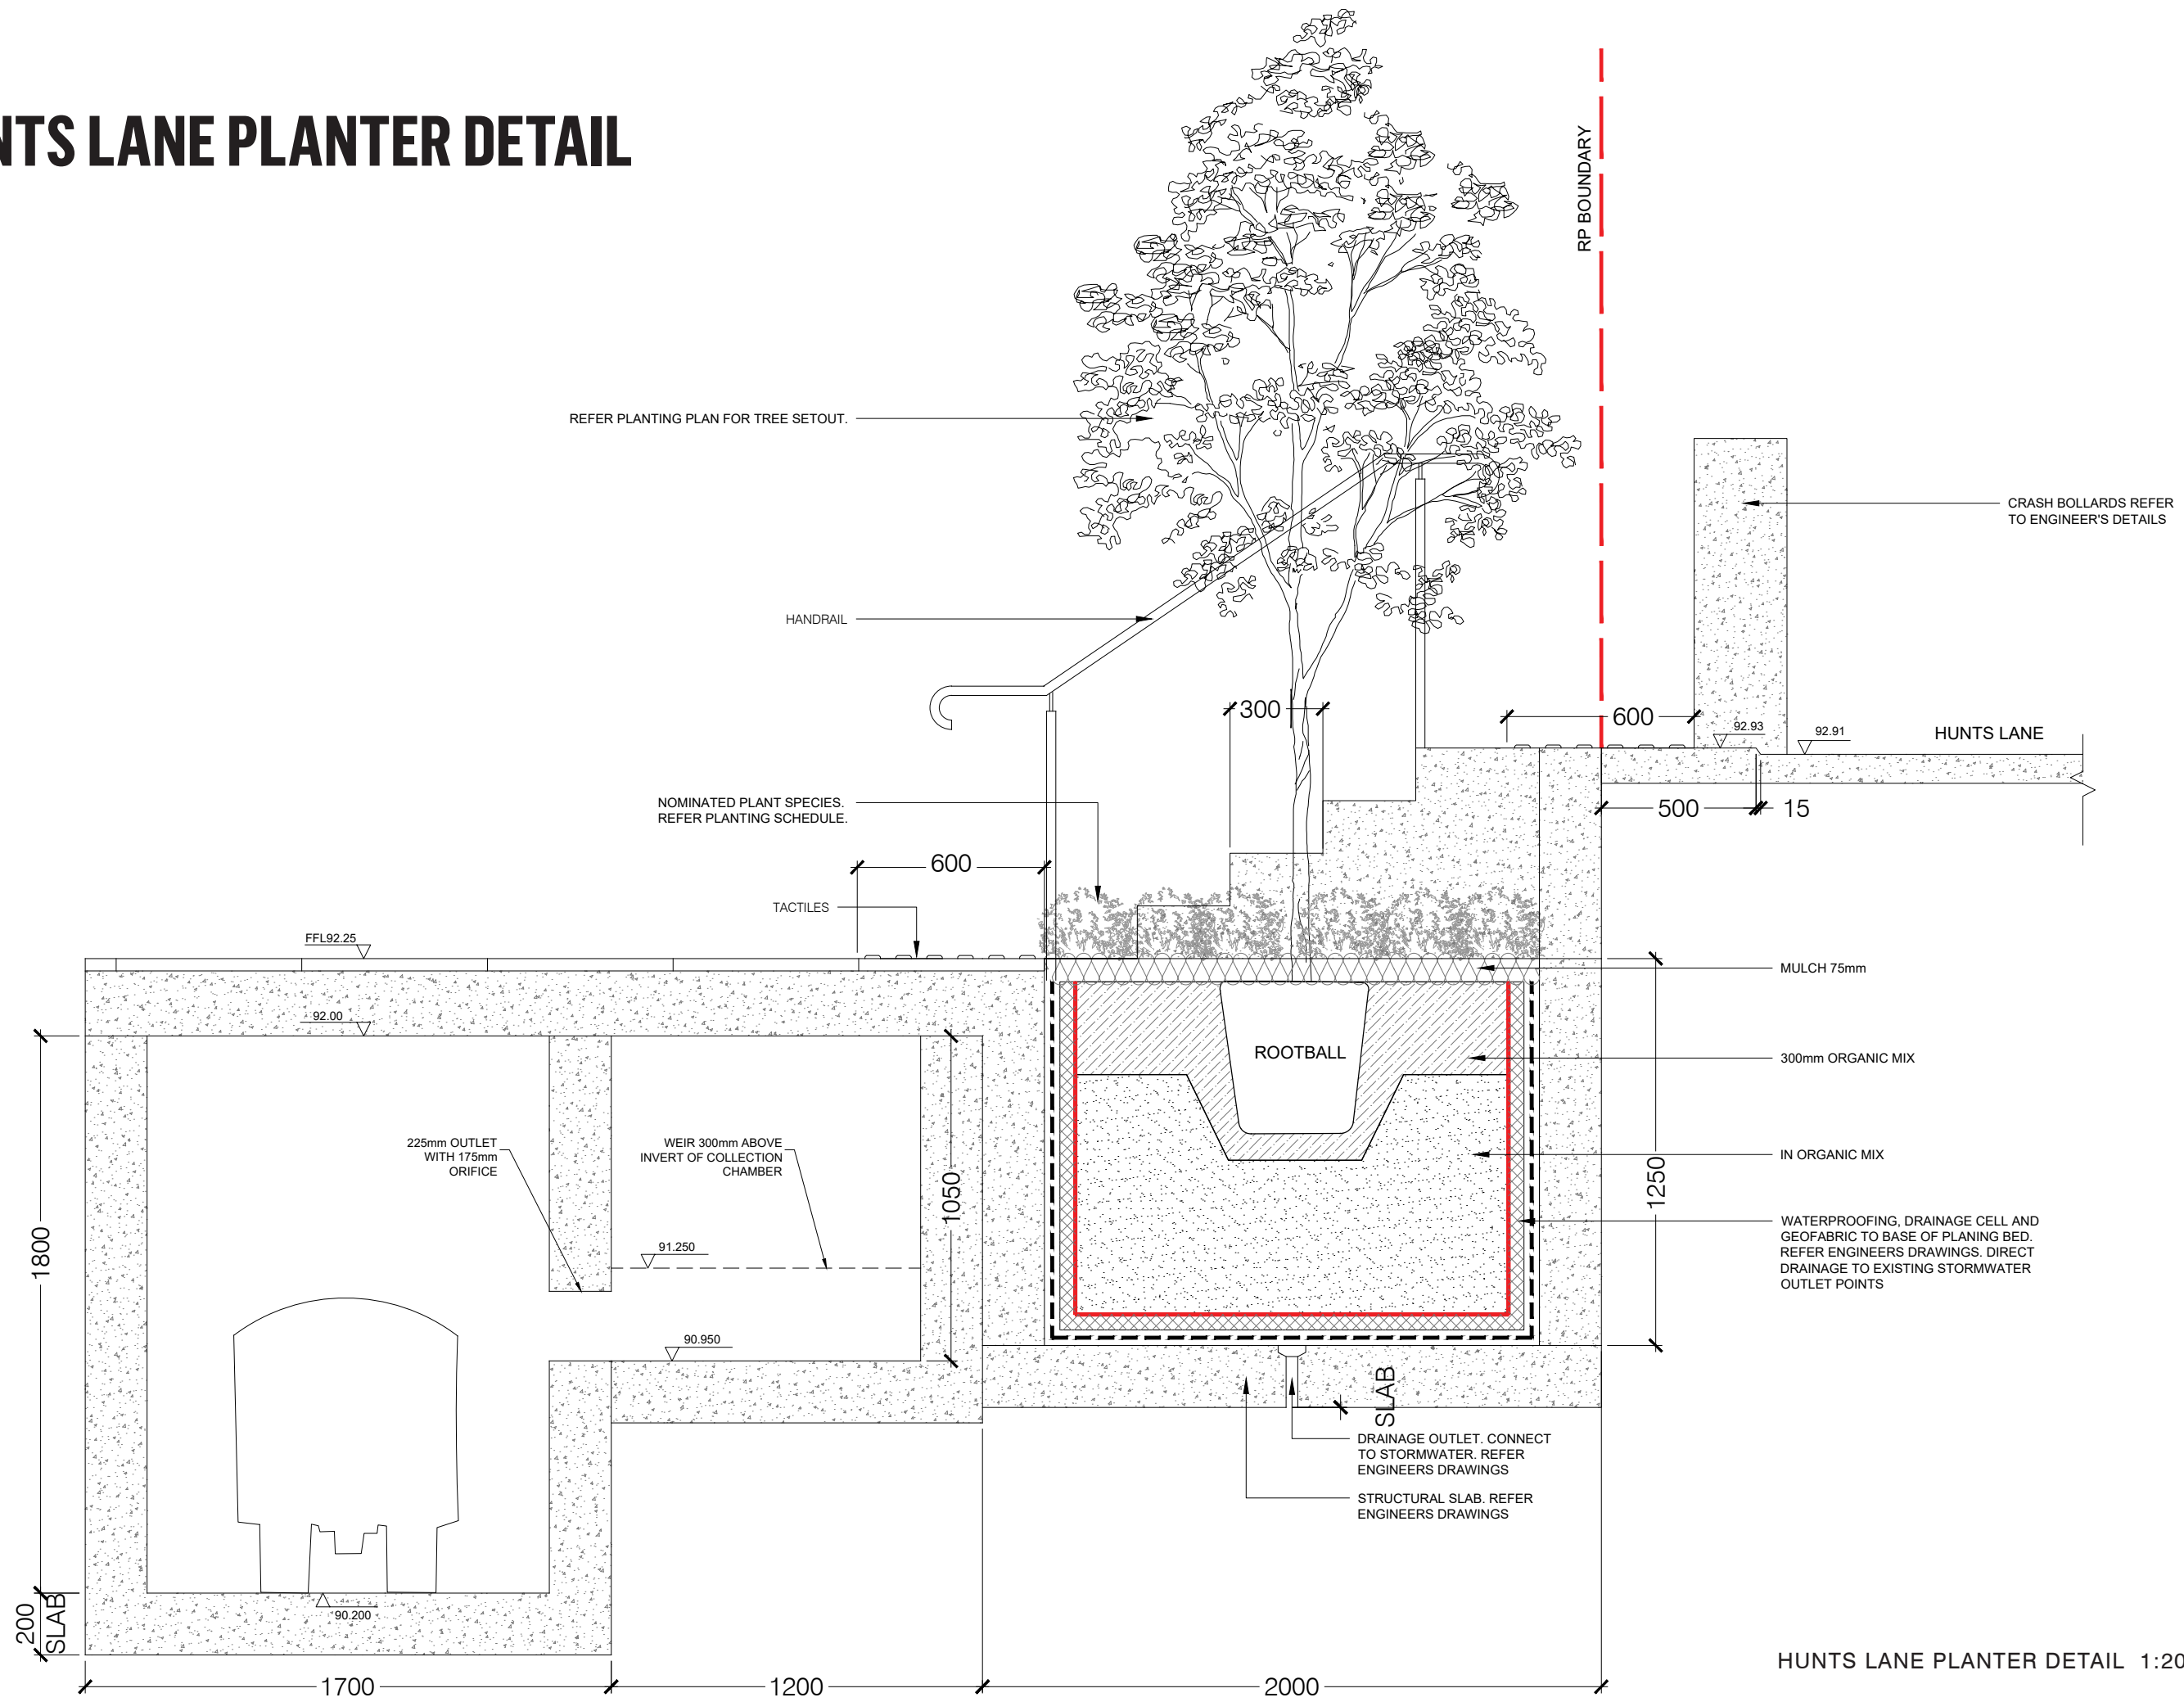 NTS LANE PLANTER DETAIL
RP BOUNDARY
REFER PLANTING PLAN FOR TREE SETOUT.
CRASH BOLLARDS REFER
TO ENGINEER'S DETAILS
HANDRAIL
300
600
92.93
92.91
HUNTS LANE
NOMINATED PLANT SPECIES.
REFER PLANTING SCHEDULE.
500
15
600
TACTILES
FFL92.25
MULCH 75mm
92.00
ROOTBALL
300mm ORGANIC MIX
225mm OUTLET
WITH 175mm
ORIFICE
WEIR 300mm ABOVE
INVERT OF COLLECTION
CHAMBER
IN ORGANIC MIX
1050
1250
1800
91.250
WATERPROOFING, DRAINAGE CELL AND
GEOFABRIC TO BASE OF PLANING BED.
REFER ENGINEERS DRAWINGS. DIRECT
DRAINAGE TO EXISTING STORMWATER
OUTLET POINTS
90.950
SLAB
DRAINAGE OUTLET. CONNECT
TO STORMWATER. REFER
ENGINEERS DRAWINGS
STRUCTURAL SLAB. REFER
ENGINEERS DRAWINGS
90.200
200
SLAB
1700
1200
2000
HUNTS LANE PLANTER DETAIL 1:20